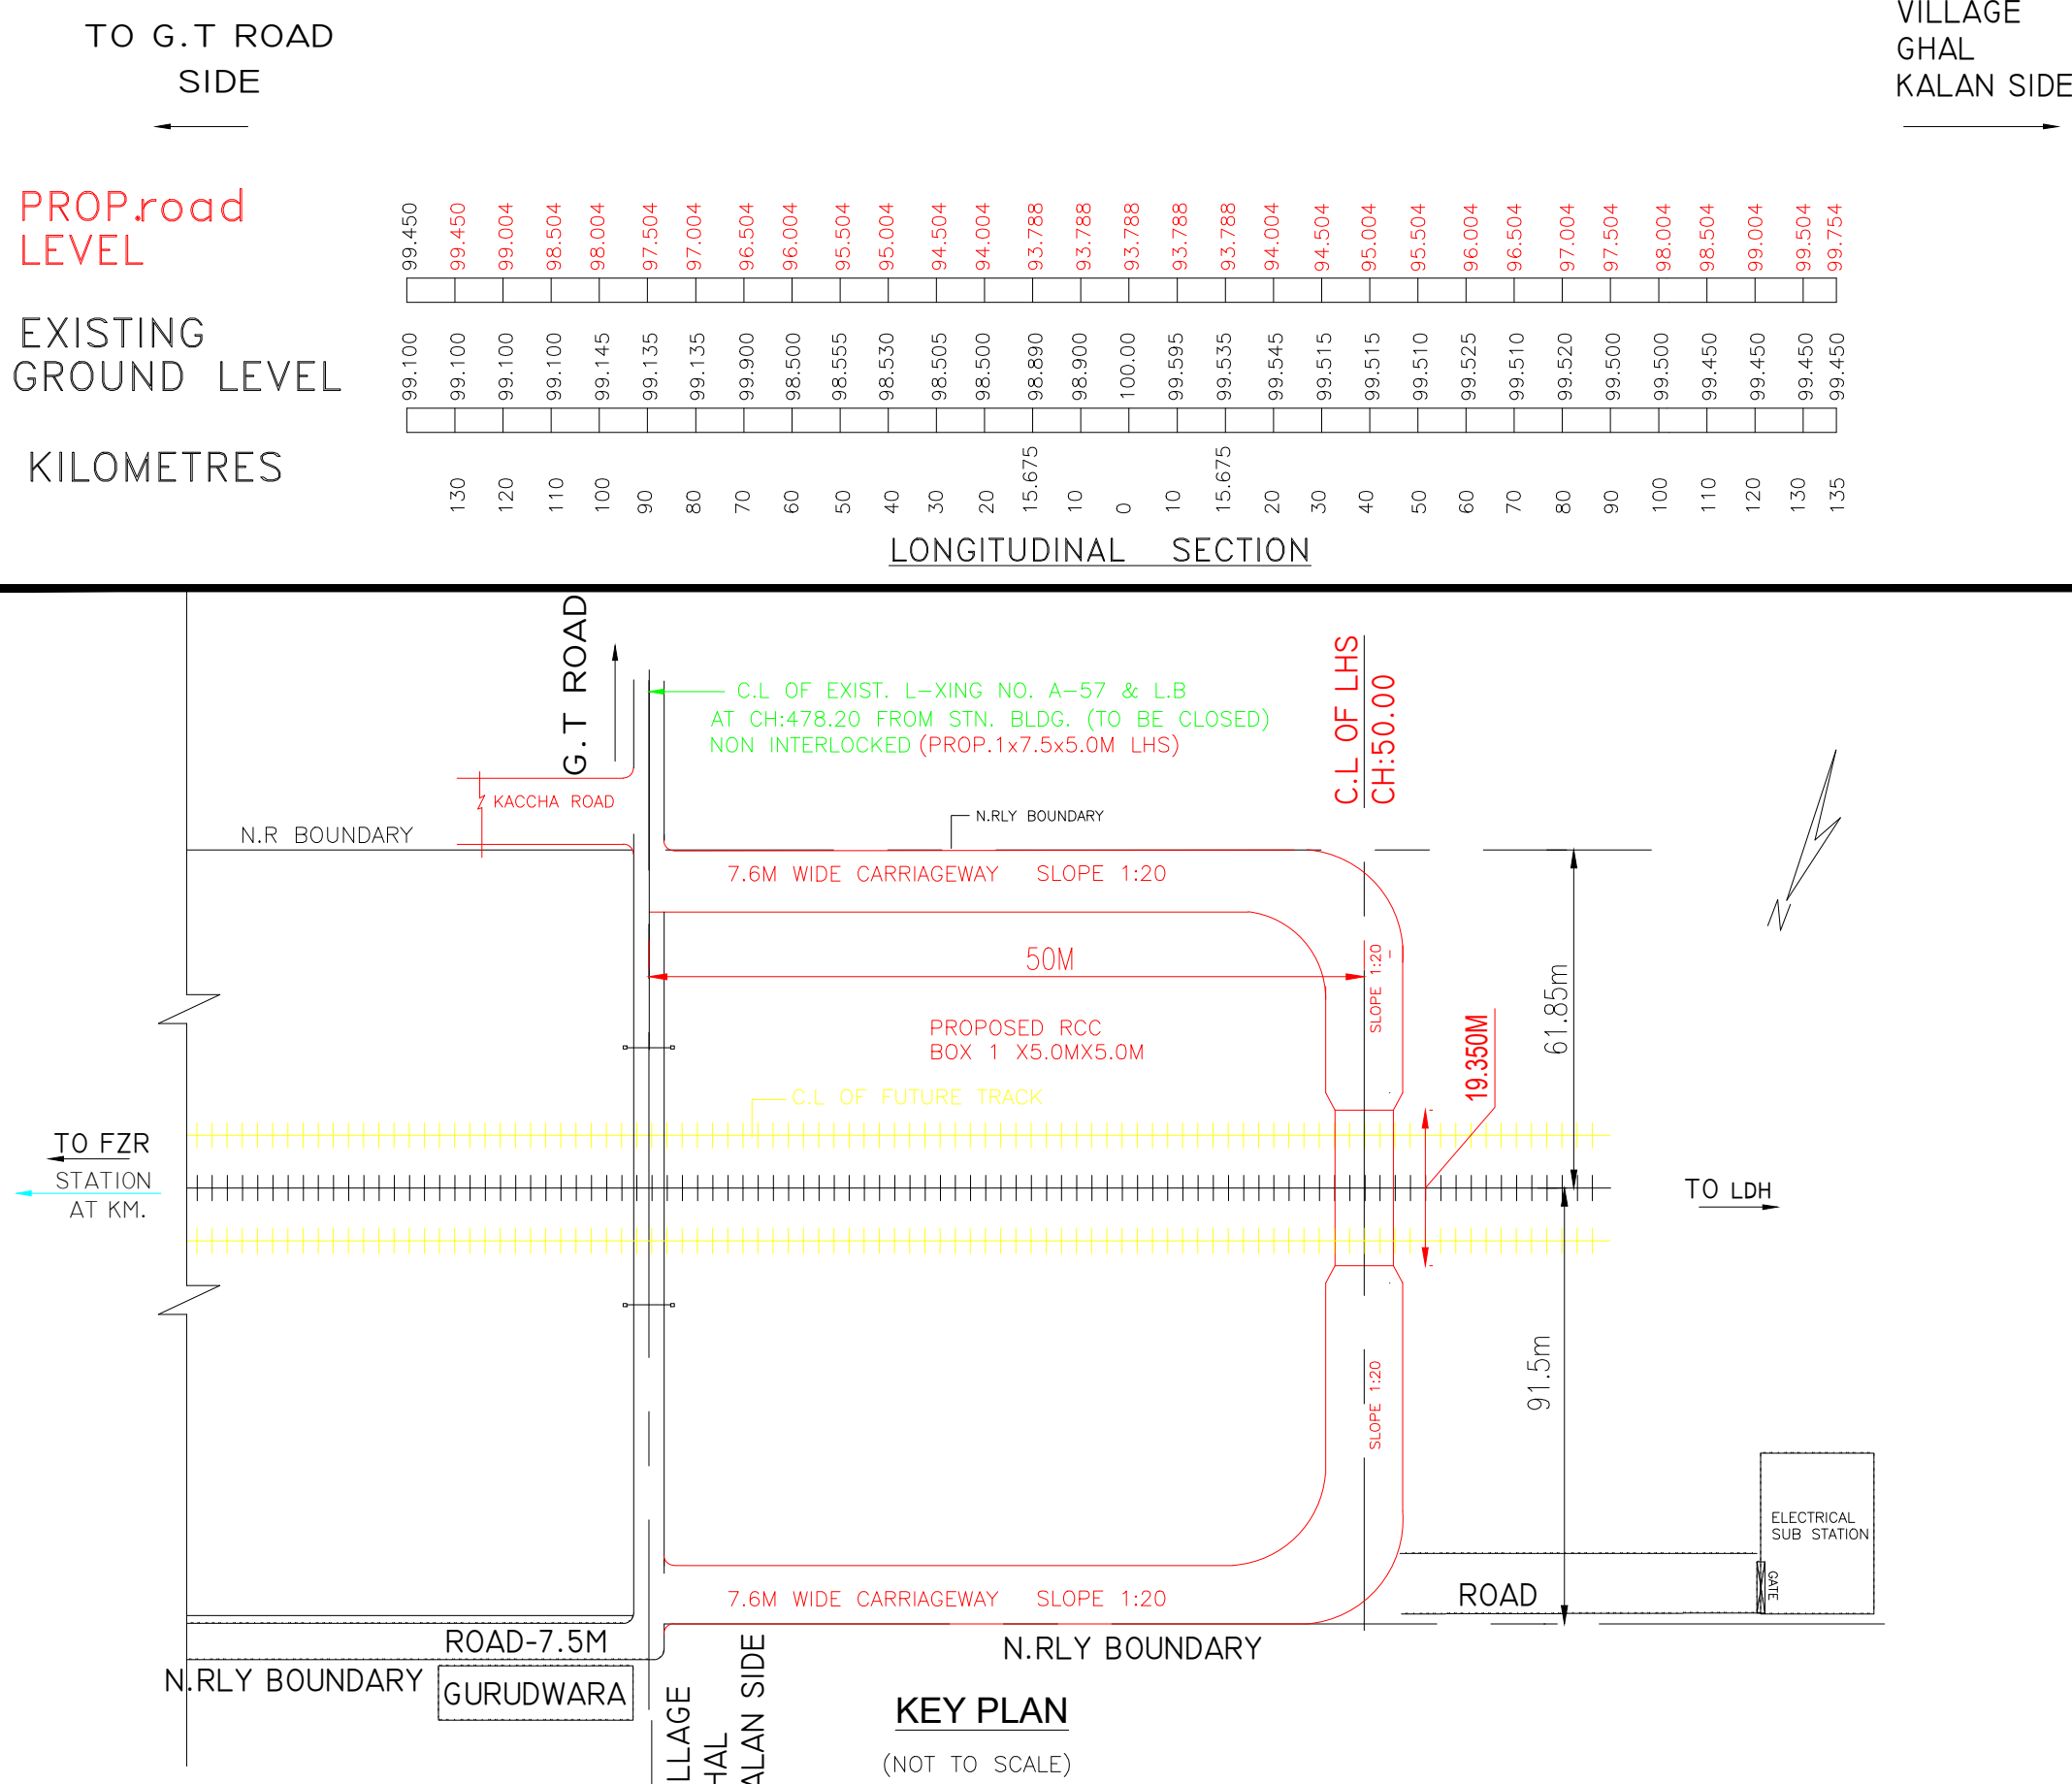 TO G.T ROAD
SIDE
VILLAGE
GHAL
KALAN SIDE
PROP.road
LEVEL
99.450 99.450 99.004 98.504 98.004 97.504 97.004 96.504 96.004 95.504 95.004 94.504 94.004 93.788 93.788 93.788 93.788 93.788 94.004 94.504 95.004 95.504 96.004 96.504 97.004 97.504 98.004 98.504 99.004 99.504 99.754
EXISTING
GROUND LEVEL
99.100 99.100 99.100 99.100 99.145 99.135 99.135 99.900 98.500 98.555 98.530 98.505 98.500 98.890 98.900 100.00 99.595 99.535 99.545 99.515 99.515 99.510 99.525 99.510 99.520 99.500 99.500 99.450 99.450 99.450 99.450
KILOMETRES
130 120 110 100 90 80 70 60 50 40 30 20 15.675 10 0 10 15.675 20 30 40 50 60 70 80 90 100 110 120 130 135
LONGITUDINAL SECTION
G.T ROAD
C.L OF EXIST. L-XING NO. A-57 & L.B
AT CH:478.20 FROM STN. BLDG. (TO BE CLOSED)
NON INTERLOCKED (PROP.1x7.5x5.0M LHS)
C.L OF LHS
CH:50.00
KACCHA ROAD
N.R BOUNDARY
N.RLY BOUNDARY
7.6M WIDE CARRIAGEWAY SLOPE 1:20
50M
SLOPE 1:20
61.85m
PROPOSED RCC
BOX 1 X5.0MX5.0M
19.350M
C.L OF FUTURE TRACK
TO FZR
STATION
AT KM.
TO LDH
91.5m
SLOPE 1:20
ELECTRICAL
SUB STATION
GATE
ROAD
7.6M WIDE CARRIAGEWAY SLOPE 1:20
ROAD-7.5M
N.RLY BOUNDARY
N.RLY BOUNDARY
GURUDWARA
LLAGE
HAL
ALAN SIDE
KEY PLAN
(NOT TO SCALE)
N